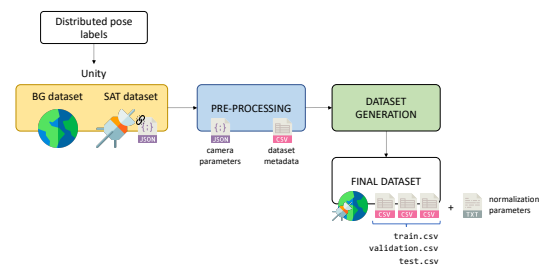 Distributed pose
labels
Unity
BG dataset
SAT dataset
{;}
JSON
PRE-PROCESSING
{;}
JSON
CSV
camera
parameters
dataset
metadata
DATASET
GENERATION
FINAL DATASET
CSV
CSV
CSV
+
TXT
normalization
parameters
train.csv
validation.csv
test.csv